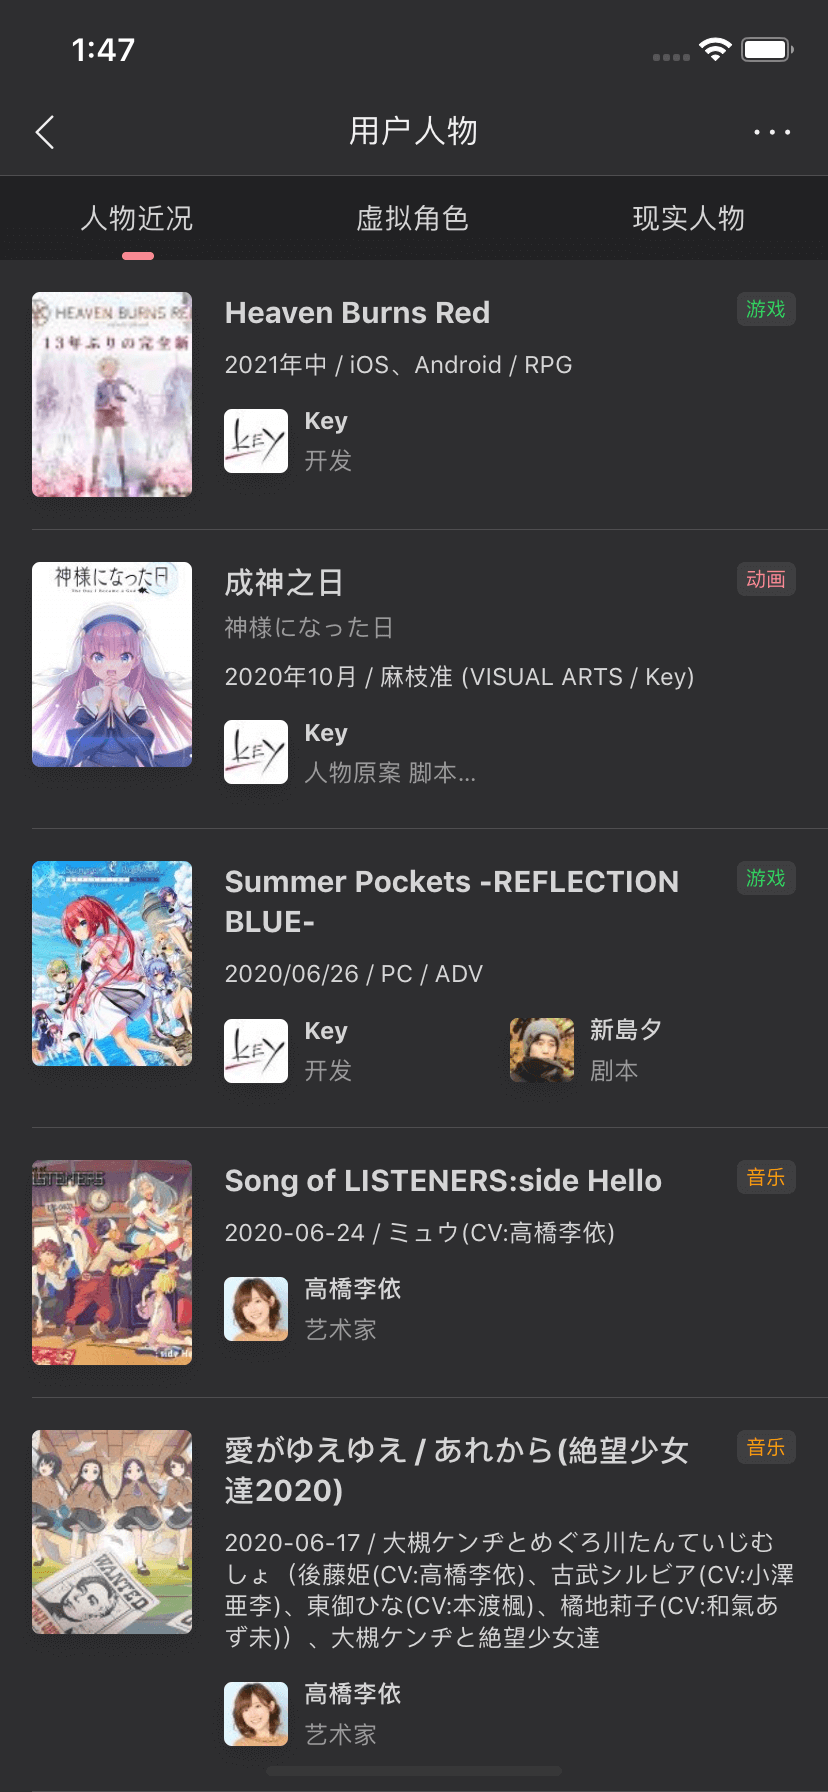 1:47
用户人物
人物近况
虚拟角色
现实人物
HEAVEN BURNS RE
13年ぶりの完全新
Heaven Burns Red
游戏
2021年中 / iOS、Android / RPG
KEY
Key
开发
神様になった日
The Day I Became a God
成神之日
动画
神様になった日
2020年10月 / 麻枝准 (VISUAL ARTS / Key)
KEY
Key
人物原案 脚本...
Summer Pockets -REFLECTION
BLUE-
游戏
2020/06/26 / PC / ADV
KEY
Key
开发
新島夕
剧本
LISTENERS
side He
Song of LISTENERS:side Hello
音乐
2020-06-24 / ミュウ(CV:高橋李依)
高橋李依
艺术家
WANTED
愛がゆえゆえ / あれから(絶望少女
達2020)
音乐
2020-06-17 / 大槻ケンヂとめぐろ川たんていじむ
しょ（後藤姫(CV:高橋李依)、古武シルビア(CV:小澤
亜李)、東御ひな(CV:本渡楓)、橘地莉子(CV:和氣あ
ず未)）、大槻ケンヂと絶望少女達
高橋李依
艺术家